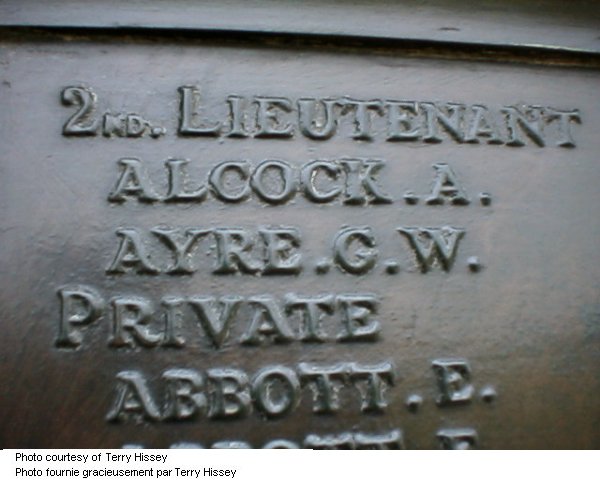 2ND. LIEUTENANT
ALCOCK.A.
AYRE.G.W.
PRIVATE
ABBOTT.E.
Photo courtesy of Terry Hissey
Photo fournie gracieusement par Terry Hissey